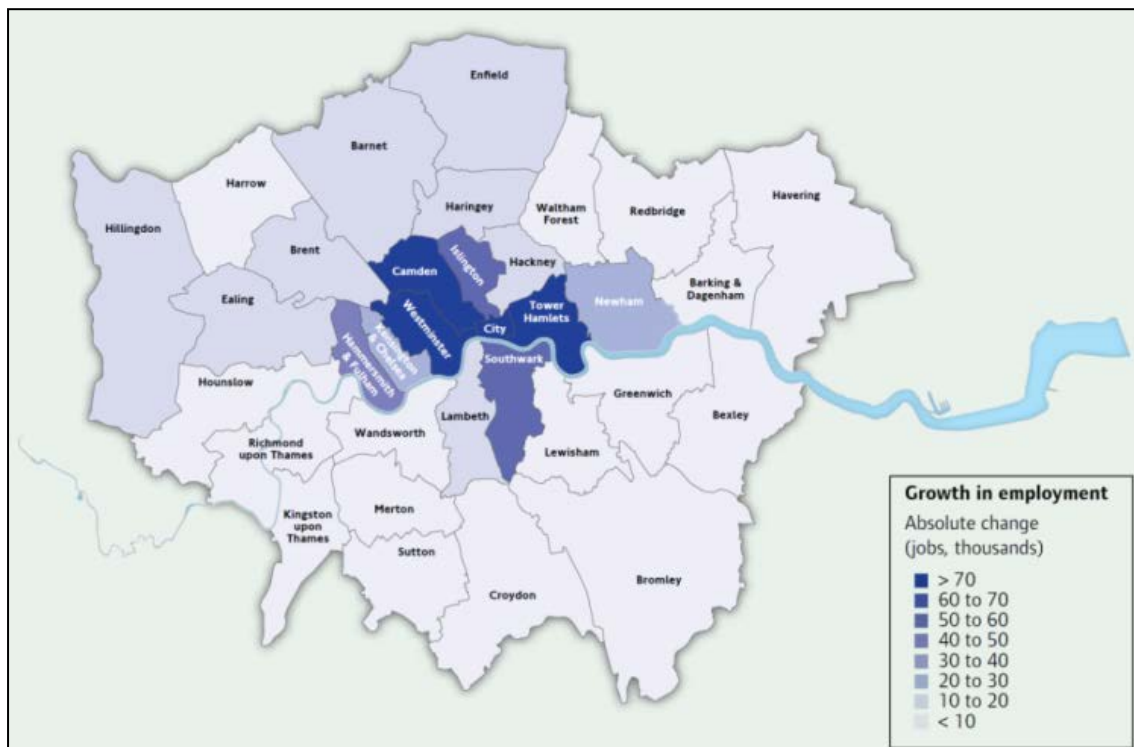 Enfield
Barnet
Harrow
Haringey
Waltham
Forest
Redbridge
Havering
Hillingdon
Brent
Islington
Hackney
Camden
Barking &
Dagenham
Ealing
Tower
Hamlets
Newham
Westminster
City
Kensington
& Chelsea
Hammersmith
& Fulham
Southwark
Hounslow
Greenwich
Lambeth
Bexley
Wandsworth
Richmond
upon Thames
Lewisham
Merton
Kingston
upon
Thames
Sutton
Bromley
Croydon
Growth in employment
Absolute change
(jobs, thousands)
> 70
60 to 70
50 to 60
40 to 50
30 to 40
20 to 30
10 to 20
< 10